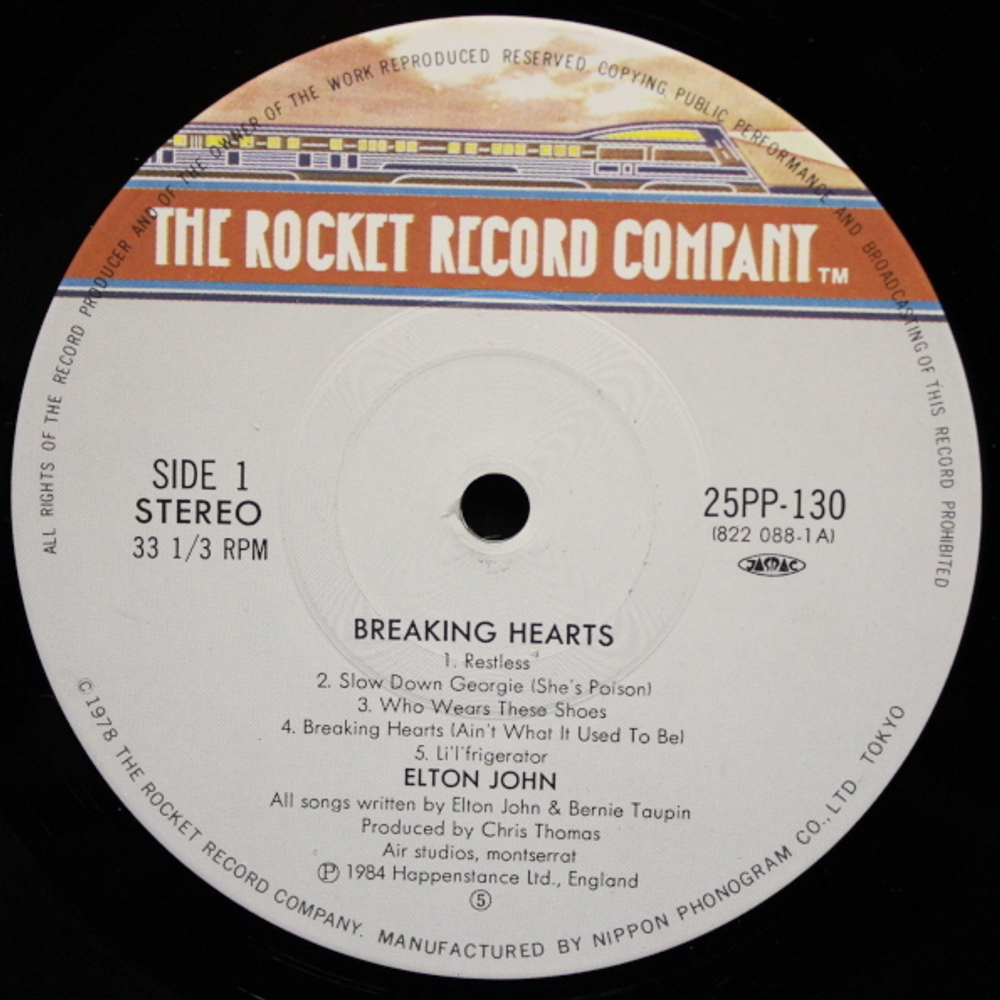 ALL RIGHTS OF THE RECORD PRODUCER AND OF THE OWNER OF THE WORK REPRODUCED RESERVED. COPYING, PUBLIC PERFORMANCE AND BROADCASTING OF THIS RECORD PROHIBITED
THE ROCKET RECORD COMPANY TM
SIDE 1
STEREO
33 1/3 RPM
25PP-130
(822 088-1A)
JASRAC
BREAKING HEARTS
1. Restless
2. Slow Down Georgie (She's Poison)
3. Who Wears These Shoes
4. Breaking Hearts (Ain't What It Used To Be)
5. Li'l'frigerator
ELTON JOHN
All songs written by Elton John & Bernie Taupin
Produced by Chris Thomas
Air studios, montserrat
Ⓟ 1984 Happenstance Ltd., England
⑤
© 1978 THE ROCKET RECORD COMPANY. MANUFACTURED BY NIPPON PHONOGRAM CO., LTD. TOKYO